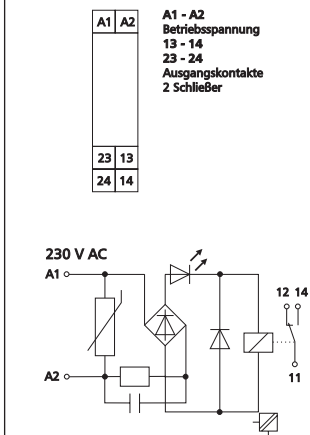 A1 A2
A1 - A2
Betriebsspannung
13 - 14
23 - 24
Ausgangskontakte
2 Schließer
23 13
24 14
230 V AC
A1
12 14
11
A2